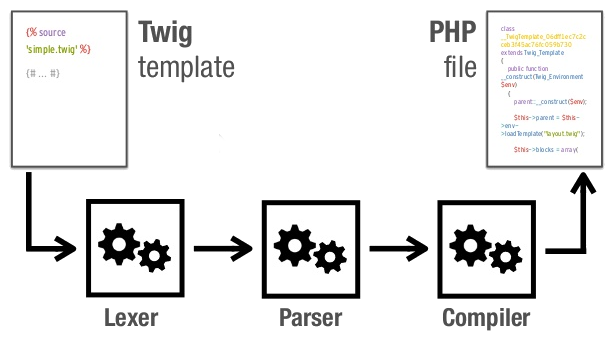 {% source
'simple.twig' %}
{# ... #}
Twig
template
PHP
file
class
__TwigTemplate_06dff1ec7c2c
ceb3f45ac76fc059b730
extends Twig_Template
{
public function
__construct(Twig_Environment
$env)
{
parent::__construct($env);
$this->parent = $this-
>env-
>loadTemplate("layout.twig");
$this->blocks = array(
Lexer
Parser
Compiler